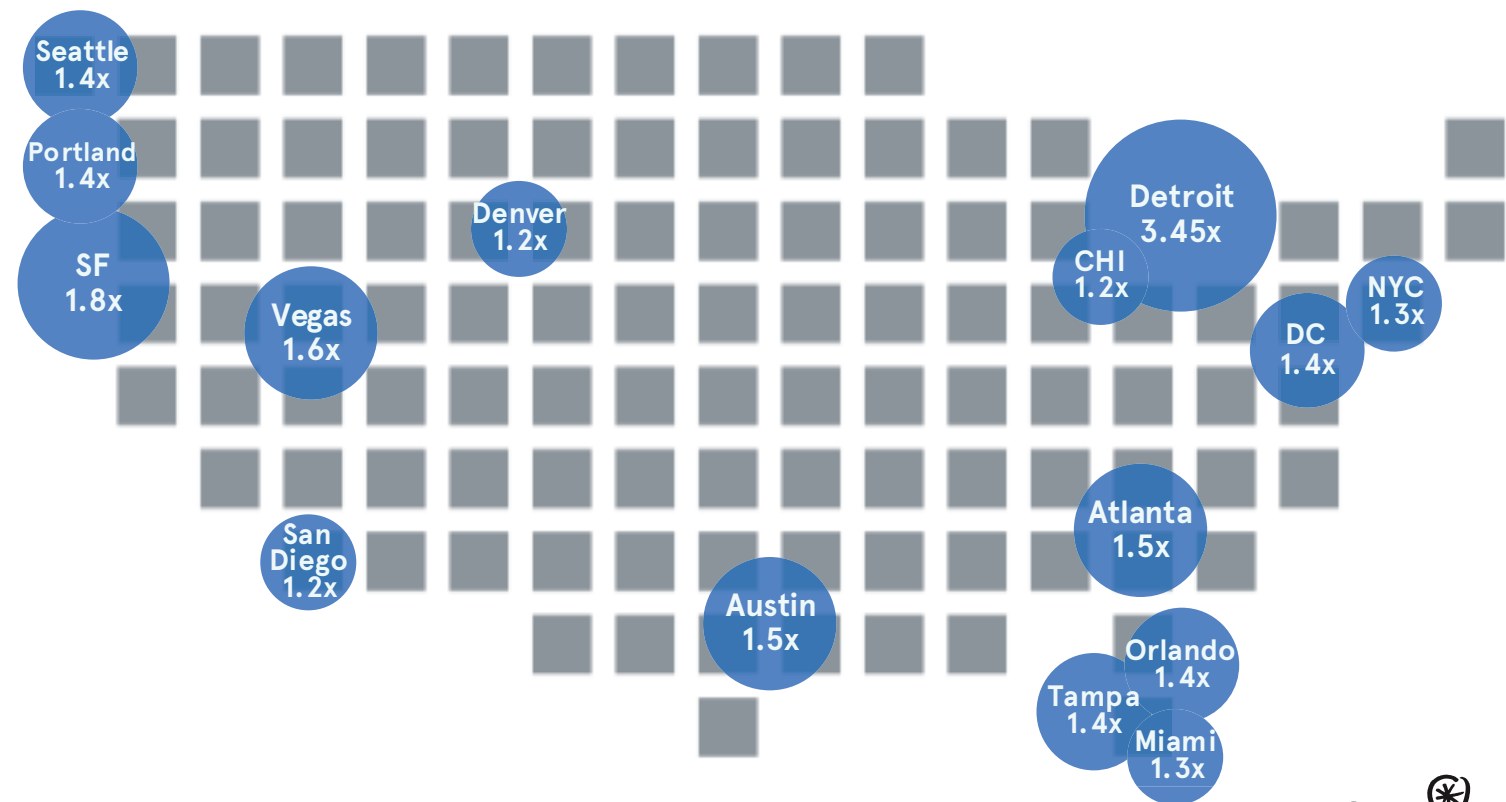 Seattle
1.4x
Portland
1.4x
SF
1.8x
Vegas
1.6x
Denver
1.2x
Detroit
3.45x
CHI
1.2x
NYC
1.3x
DC
1.4x
San
Diego
1.2x
Austin
1.5x
Atlanta
1.5x
Orlando
1.4x
Tampa
1.4x
Miami
1.3x